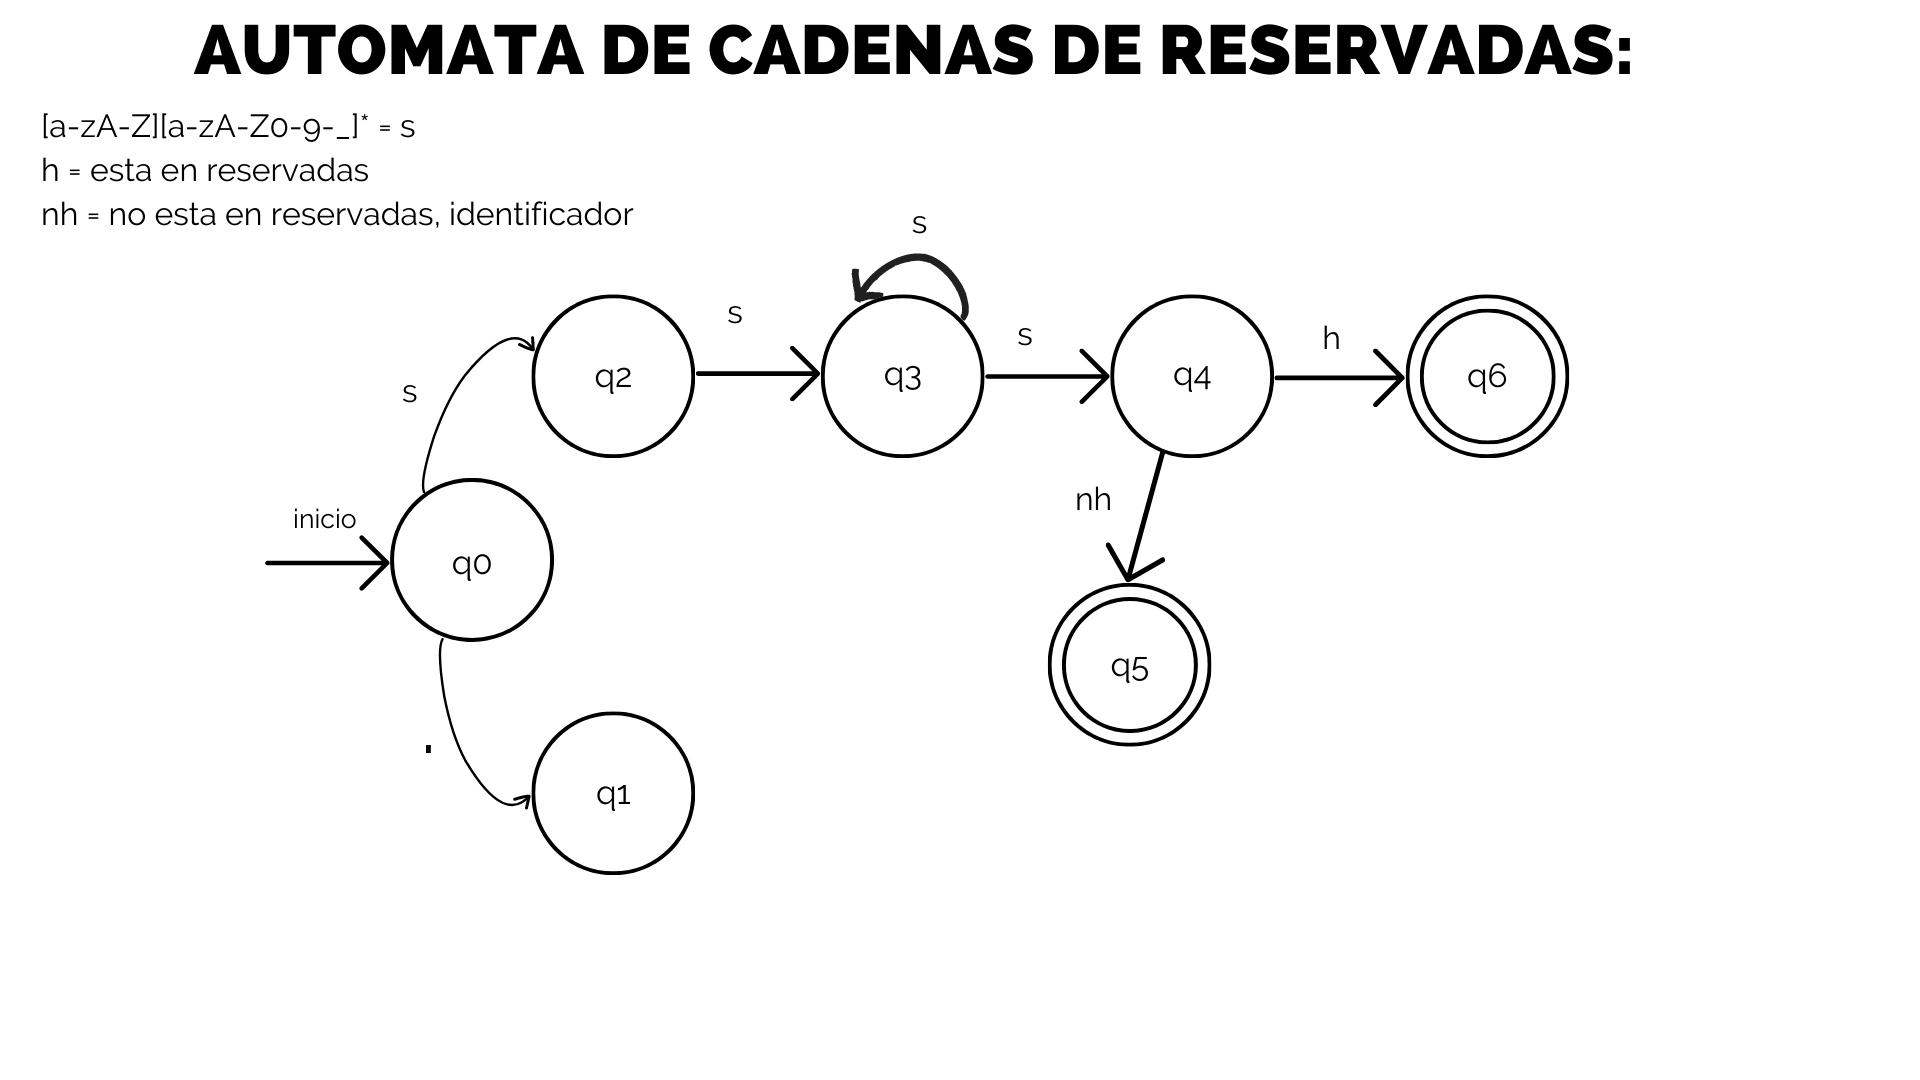 AUTOMATA DE CADENAS DE RESERVADAS:
[a-zA-Z][a-zA-Z0-9-_]* = s
h = esta en reservadas
nh = no esta en reservadas, identificador
s
s
s
h
q2
q3
q4
q6
s
nh
inicio
q0
q5
.
q1